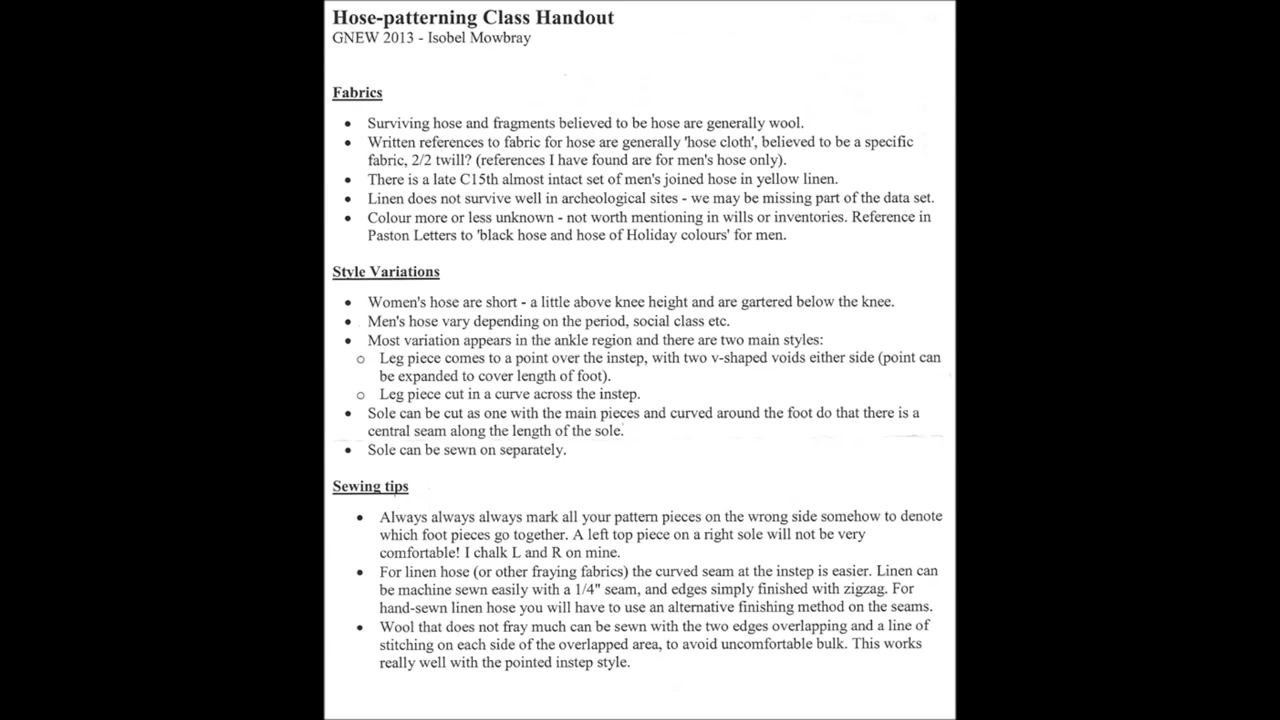 Hose-patterning Class Handout
GNEW 2013 - Isobel Mowbray
Fabrics
• Surviving hose and fragments believed to be hose are generally wool.
• Written references to fabric for hose are generally 'hose cloth', believed to be a specific
fabric, 2/2 twill? (references I have found are for men's hose only).
• There is a late C15th almost intact set of men's joined hose in yellow linen.
• Linen does not survive well in archeological sites - we may be missing part of the data set.
• Colour more or less unknown - not worth mentioning in wills or inventories. Reference in
Paston Letters to 'black hose and hose of Holiday colours' for men.
Style Variations
• Women's hose are short - a little above knee height and are gartered below the knee.
• Men's hose vary depending on the period, social class etc.
• Most variation appears in the ankle region and there are two main styles:
o Leg piece comes to a point over the instep, with two v-shaped voids either side (point can
be expanded to cover length of foot).
o Leg piece cut in a curve across the instep.
• Sole can be cut as one with the main pieces and curved around the foot do that there is a
central seam along the length of the sole.
• Sole can be sewn on separately.
Sewing tips
• Always always always mark all your pattern pieces on the wrong side somehow to denote
which foot pieces go together. A left top piece on a right sole will not be very
comfortable! I chalk L and R on mine.
• For linen hose (or other fraying fabrics) the curved seam at the instep is easier. Linen can
be machine sewn easily with a 1/4" seam, and edges simply finished with zigzag. For
hand-sewn linen hose you will have to use an alternative finishing method on the seams.
• Wool that does not fray much can be sewn with the two edges overlapping and a line of
stitching on each side of the overlapped area, to avoid uncomfortable bulk. This works
really well with the pointed instep style.